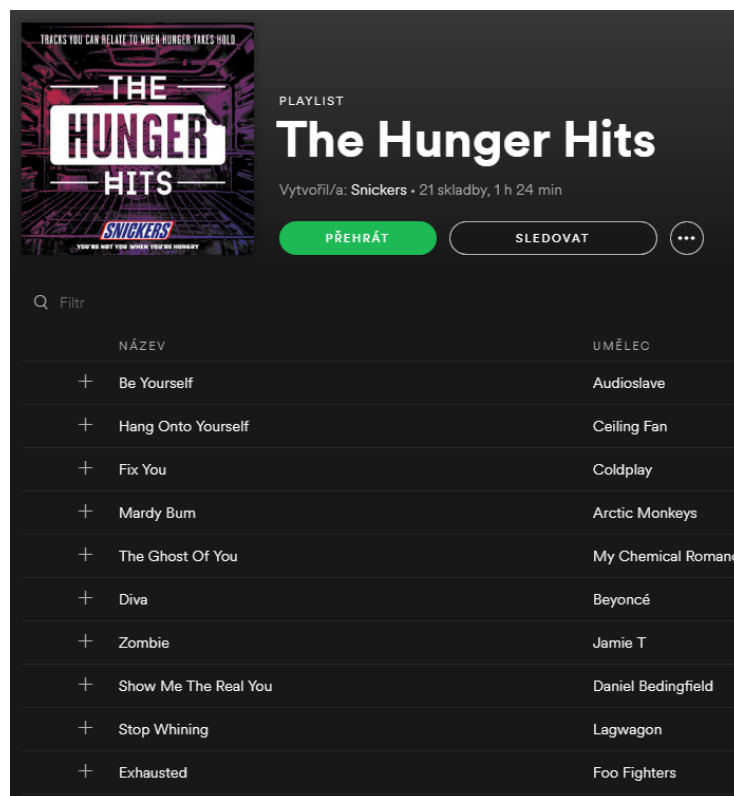 TRACKS YOU CAN RELATE TO WHEN HUNGER TAKES HOLD
THE
HUNGER
HITS
SNICKERS
YOU'RE NOT YOU WHEN YOU'RE HUNGRY
PLAYLIST
The Hunger Hits
Vytvořil/a: Snickers • 21 skladby, 1 h 24 min
PŘEHRÁT SLEDOVAT
Filtr
NÁZEV UMĚLEC
Be Yourself Audioslave
Hang Onto Yourself Ceiling Fan
Fix You Coldplay
Mardy Bum Arctic Monkeys
The Ghost Of You My Chemical Romanc
Diva Beyoncé
Zombie Jamie T
Show Me The Real You Daniel Bedingfield
Stop Whining Lagwagon
Exhausted Foo Fighters